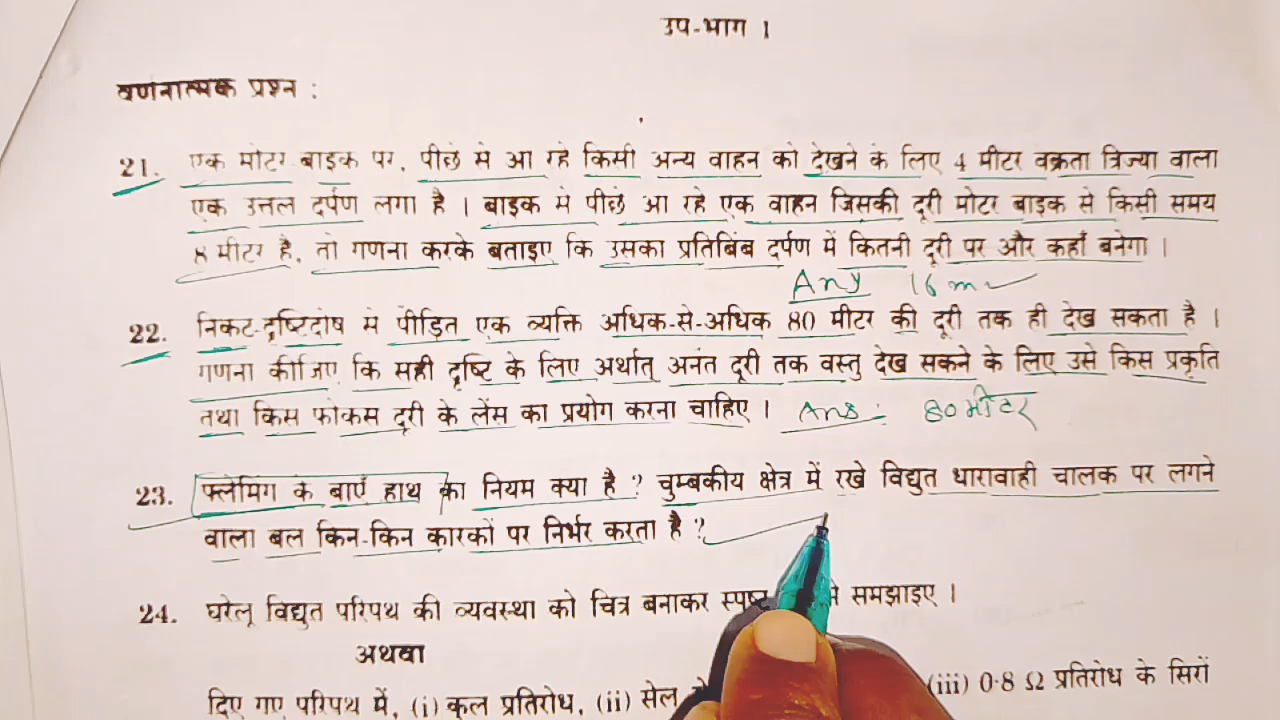 उप-भाग 1
वर्णनात्मक प्रश्न :
21. एक मोटर बाइक पर, पीछे से आ रहे किसी अन्य वाहन को देखने के लिए 4 मीटर वक्रता त्रिज्या वाला
एक उत्तल दर्पण लगा है । बाइक में पीछे आ रहे एक वाहन जिसकी दूरी मोटर बाइक से किसी समय
8 मीटर है, तो गणना करके बताइए कि उसका प्रतिबिंब दर्पण में कितनी दूरी पर और कहाँ बनेगा ।
Any 16 m
22. निकट-दृष्टिदोष में पीड़ित एक व्यक्ति अधिक-से-अधिक 80 मीटर की दूरी तक ही देख सकता है ।
गणना कीजिए कि सही दृष्टि के लिए अर्थात् अनंत दूरी तक वस्तु देख सकने के लिए उसे किस प्रकृति
तथा किस फोकस दूरी के लेंस का प्रयोग करना चाहिए । Ans : 80 मीटर
23. फ्लेमिंग के बाएँ हाथ का नियम क्या है ? चुम्बकीय क्षेत्र में रखे विद्युत धारावाही चालक पर लगने
वाला बल किन-किन कारकों पर निर्भर करता है ?
24. घरेलू विद्युत परिपथ की व्यवस्था को चित्र बनाकर स्पष्ट समझाइए ।
अथवा
दिए गए परिपथ में, (i) कुल प्रतिरोध, (ii) सेल (iii) 0·8 Ω प्रतिरोध के सिरों